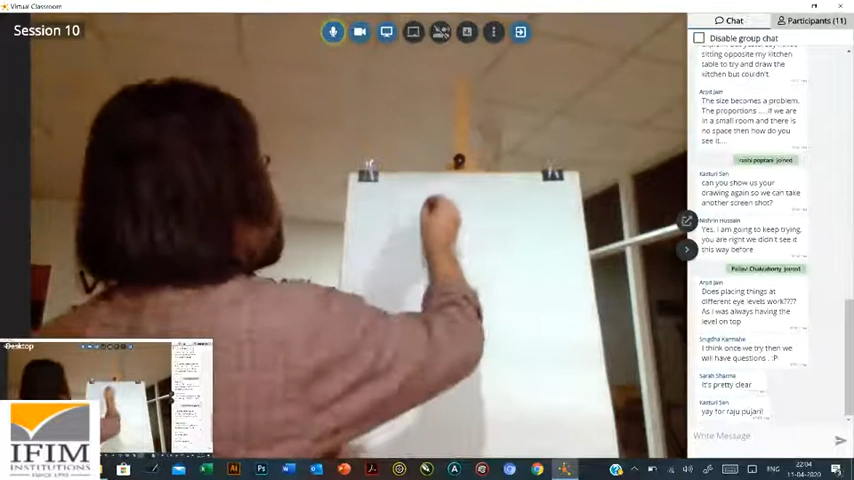 Virtual Classroom
Session 10
Chat
Participants (11)
Disable group chat
sitting opposite my kitchen
table to try and draw the
kitchen but couldn't.
Arpit Jain
The size becomes a problem.
The proportions .....if we are
in a small room and there is
no space then how do you
see it....
rushi poptani joined
Kasturi Sen
can you show us your
drawing again so we can take
another screen shot?
Nishrin Hussain
Yes, I am going to keep trying,
you are right we didn't see it
this way before
Pallavi Chakraborty joined
Arpit Jain
Does placing things at
different eye levels work????
As I was always having the
level on top
Snigdha Karmahe
I think once we try then we
will have questions . :P
Sarah Sharma
It's pretty clear
Kasturi Sen
yay for raju pujari!
Write Message
Desktop
IFIM
INSTITUTIONS
SINCE 1995
ENG
22:04
11-04-2020